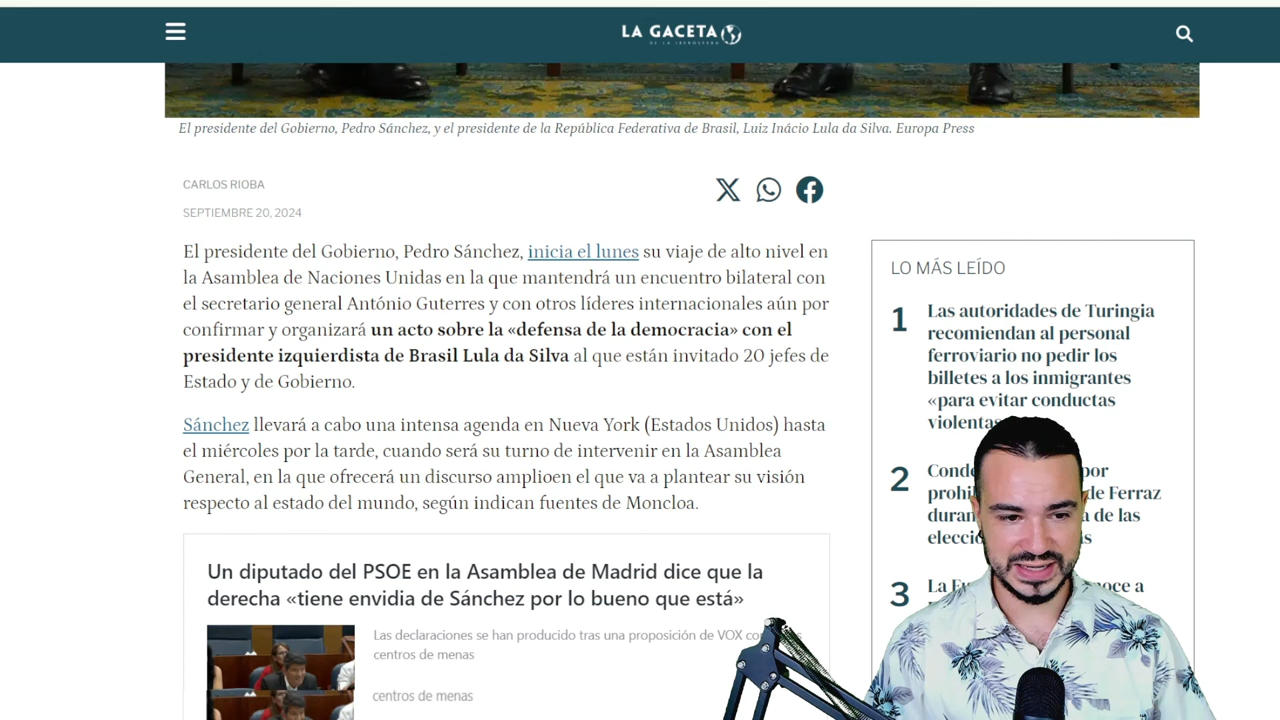 LA GACETA
DE LA IBEROSFERA
El presidente del Gobierno, Pedro Sánchez, y el presidente de la República Federativa de Brasil, Luiz Inácio Lula da Silva. Europa Press
CARLOS RIOBA
SEPTIEMBRE 20, 2024
El presidente del Gobierno, Pedro Sánchez, inicia el lunes su viaje de alto nivel en
la Asamblea de Naciones Unidas en la que mantendrá un encuentro bilateral con
el secretario general António Guterres y con otros líderes internacionales aún por
confirmar y organizará un acto sobre la «defensa de la democracia» con el
presidente izquierdista de Brasil Lula da Silva al que están invitado 20 jefes de
Estado y de Gobierno.
Sánchez llevará a cabo una intensa agenda en Nueva York (Estados Unidos) hasta
el miércoles por la tarde, cuando será su turno de intervenir en la Asamblea
General, en la que ofrecerá un discurso amplioen el que va a plantear su visión
respecto al estado del mundo, según indican fuentes de Moncloa.
Un diputado del PSOE en la Asamblea de Madrid dice que la
derecha «tiene envidia de Sánchez por lo bueno que está»
Las declaraciones se han producido tras una proposición de VOX
centros de menas
centros de menas
LO MÁS LEÍDO
1
Las autoridades de Turingia
recomiendan al personal
ferroviario no pedir los
billetes a los inmigrantes
«para evitar conductas
violentas
2
por
de Ferraz
a de las
3
La